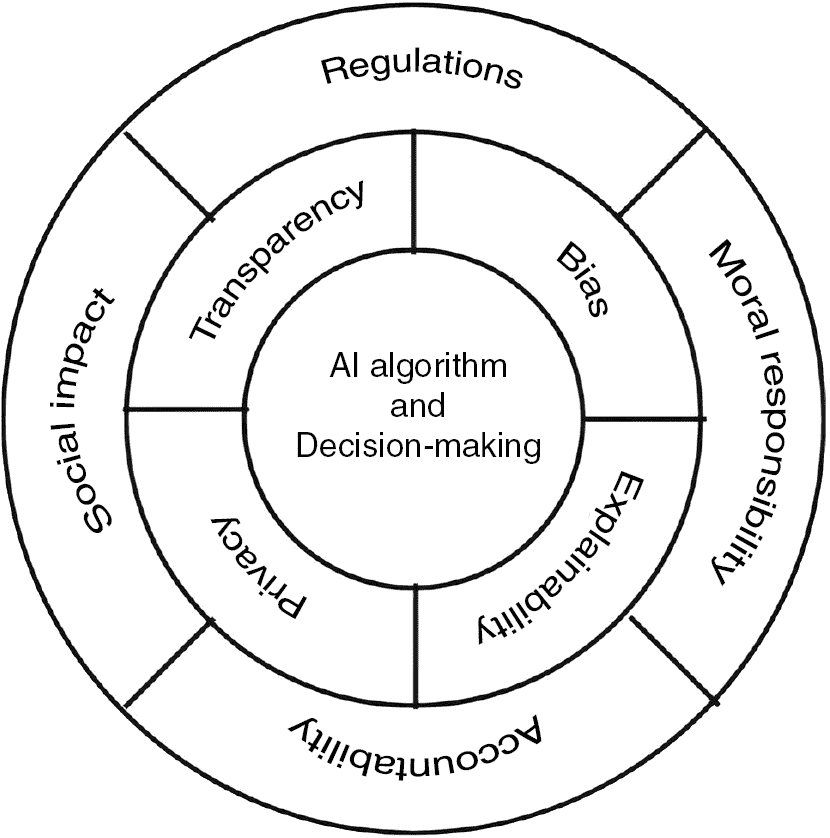 Regulations
Transparency
Bias
Social impact
Moral responsibility
AI algorithm
and
Decision-making
Privacy
Explainability
Accountability